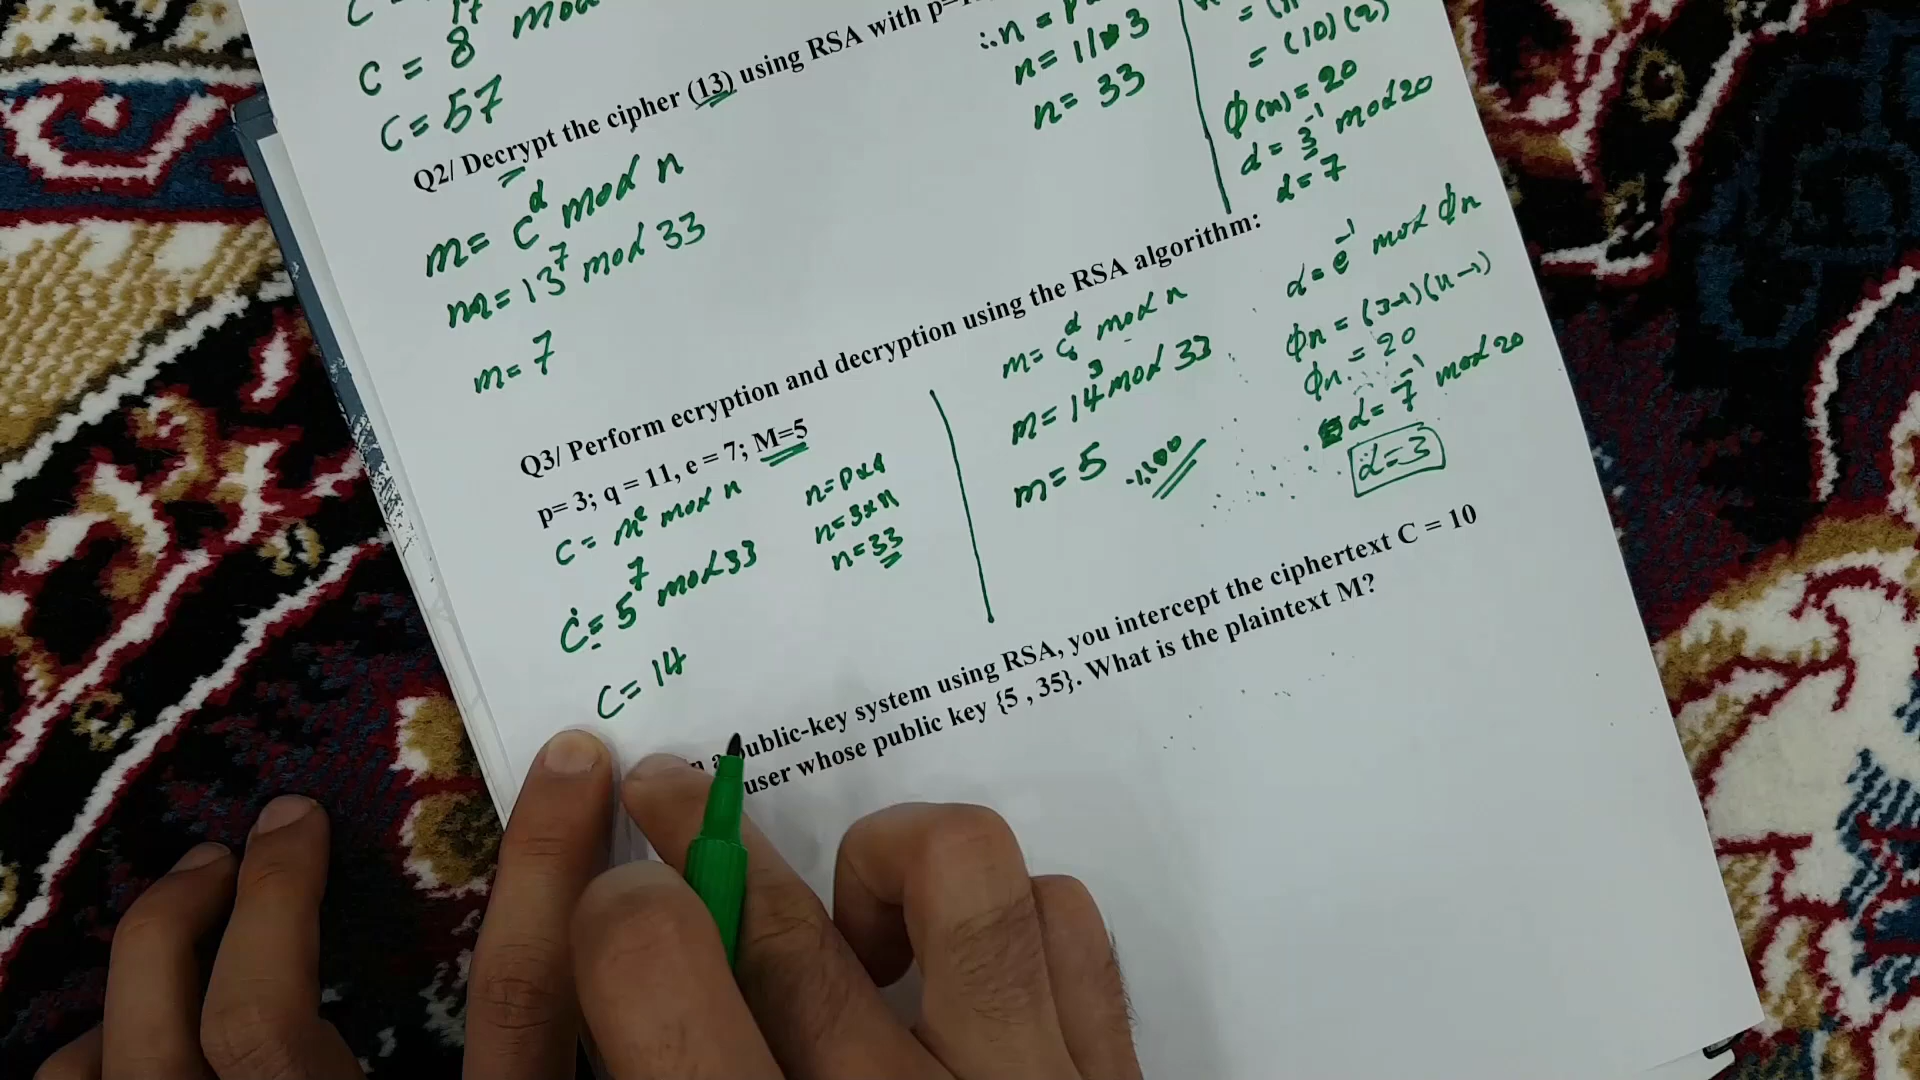 C = 8 mod
C = 57
Q2/ Decrypt the cipher (13) using RSA with p=
m = C^d mod n
m = 13^7 mod 33
m = 7
∴ n = P
n = 11*3
n = 33
= (10)(2)
ϕ(n) = 20
d = 3^-1 mod 20
d = 7
Q3/ Perform ecryption and decryption using the RSA algorithm:
p= 3; q = 11, e = 7; M=5
C = m^e mod n
C = 5^7 mod 33
C = 14
n = p*q
n = 3*11
n = 33
m = C^d mod n
m = 14^3 mod 33
m = 5
%100
d = e^-1 mod ϕn
ϕn = (3-1)(11-1)
ϕn = 20
d = 7^-1 mod 20
d = 3
public-key system using RSA, you intercept the ciphertext C = 10
user whose public key {5 , 35}. What is the plaintext M?